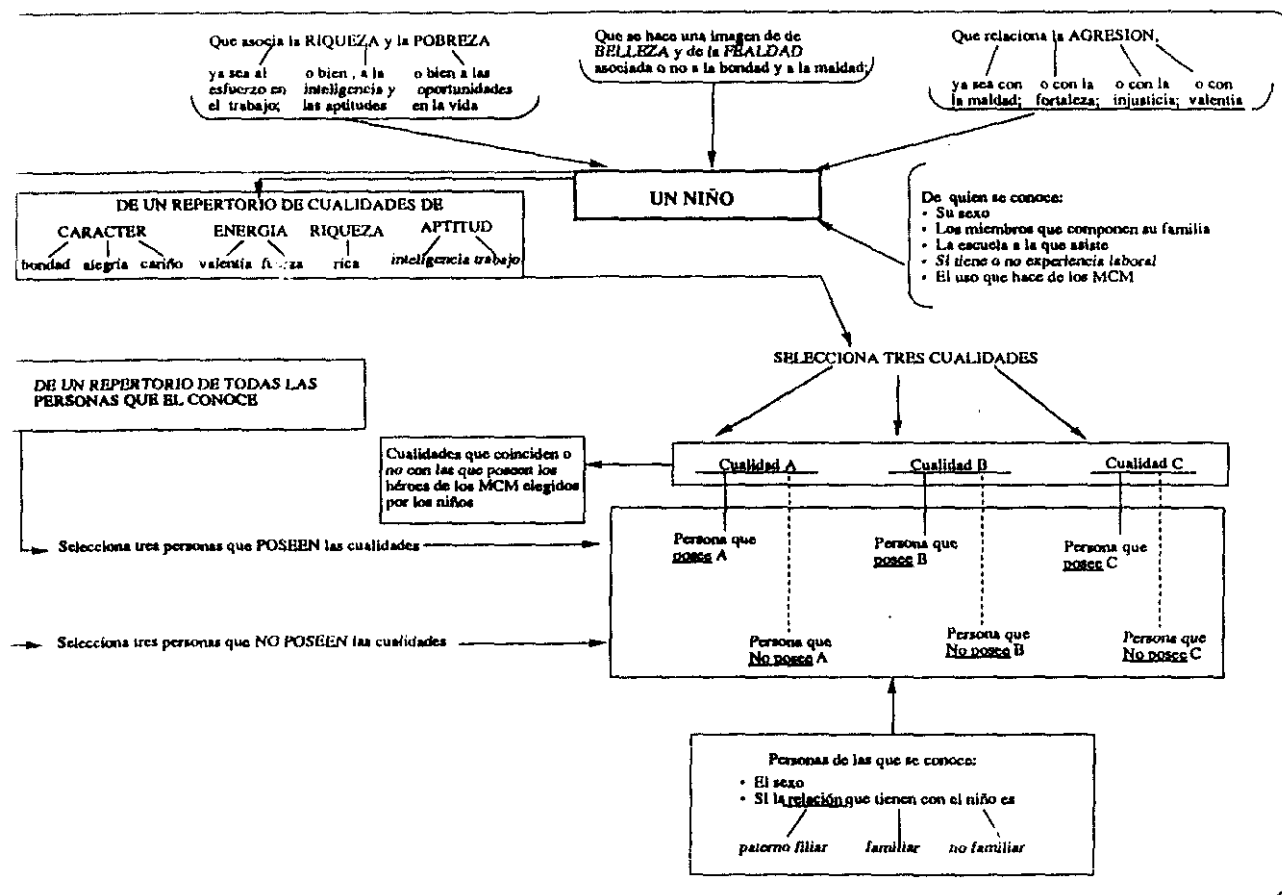 Que asocia la RIQUEZA y la POBREZA
ya sea al
esfuerzo en
el trabajo;
o bien , a la
inteligencia y
las aptitudes
o bien a las
oportunidades
en la vida
Que se hace una imagen de de
BELLEZA y de la FEALDAD
asociada o no a la bondad y a la maldad;
Que relaciona la AGRESION,
ya sea con
la maldad;
o con la
fortaleza;
o con la
injusticia;
o con
valentia
UN NIÑO
DE UN REPERTORIO DE CUALIDADES DE
CARACTER
ENERGIA
RIQUEZA
APTITUD
bondad alegría cariño
valentía fuerza
rica
inteligencia trabajo
De quien se conoce:
• Su sexo
• Los miembros que componen su familia
• La escuela a la que asiste
• Si tiene o no experiencia laboral
• El uso que hace de los MCM
SELECCIONA TRES CUALIDADES
DE UN REPERTORIO DE TODAS LAS
PERSONAS QUE EL CONOCE
Cualidades que coinciden o
no con las que poseen los
héroes de los MCM elegidos
por los niños
Cualidad A
Cualidad B
Cualidad C
Selecciona tres personas que POSEEN las cualidades
Persona que
posee A
Persona que
posee B
Persona que
posee C
Selecciona tres personas que NO POSEEN las cualidades
Persona que
No posee A
Persona que
No posee B
Persona que
No posee C
Personas de las que se conoce:
• El sexo
• Si la relación que tienen con el niño es
paterno filiar
familiar
no familiar